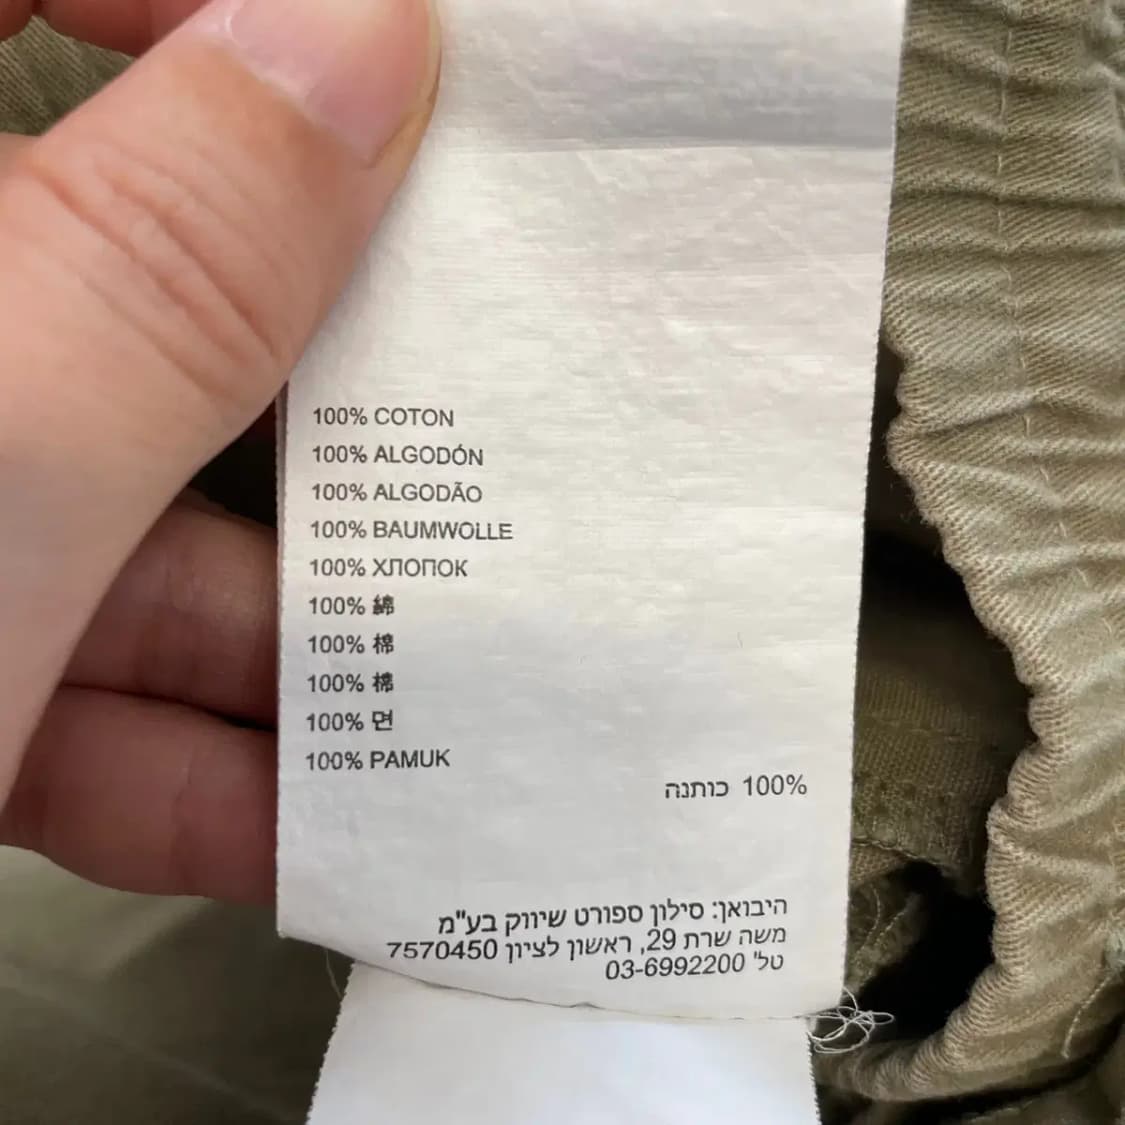 100% COTON
100% ALGODÓN
100% ALGODÃO
100% BAUMWOLLE
100% ХЛОПОК
100% 綿
100% 棉
100% 棉
100% 면
100% PAMUK
100% כותנה
היבואן: סילון ספורט שיווק בע"מ
משה שרת 29, ראשון לציון 7570450
טל' 03-6992200